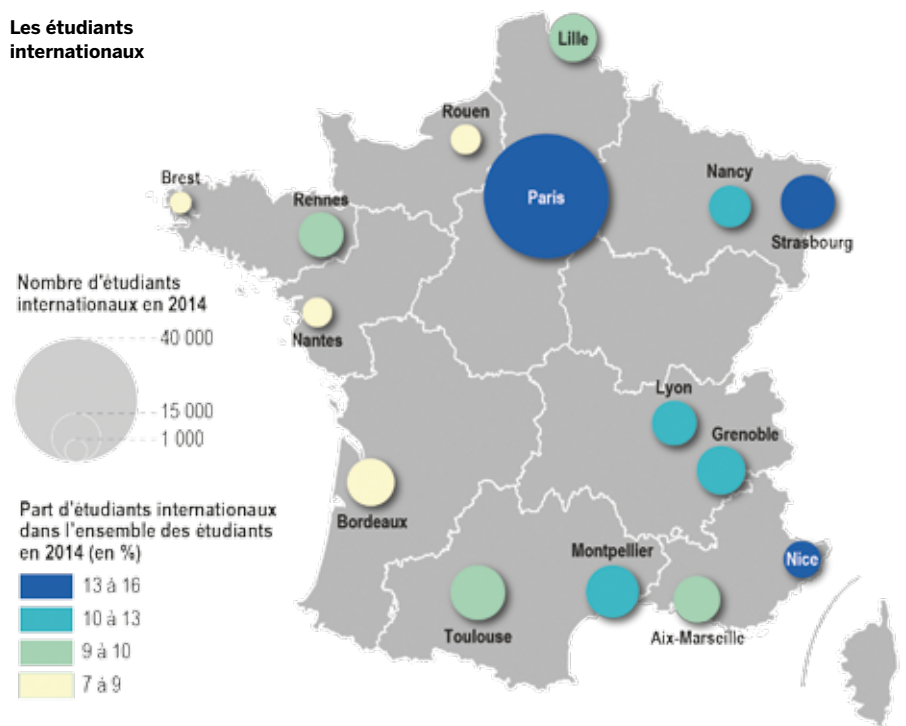 Les étudiants
internationaux
Lille
Rouen
Brest
Rennes
Paris
Nancy
Strasbourg
Nombre d'étudiants
internationaux en 2014
40 000
15 000
1 000
Nantes
Lyon
Grenoble
Part d'étudiants internationaux
dans l'ensemble des étudiants
en 2014 (en %)
13 à 16
10 à 13
9 à 10
7 à 9
Bordeaux
Montpellier
Nice
Toulouse
Aix-Marseille